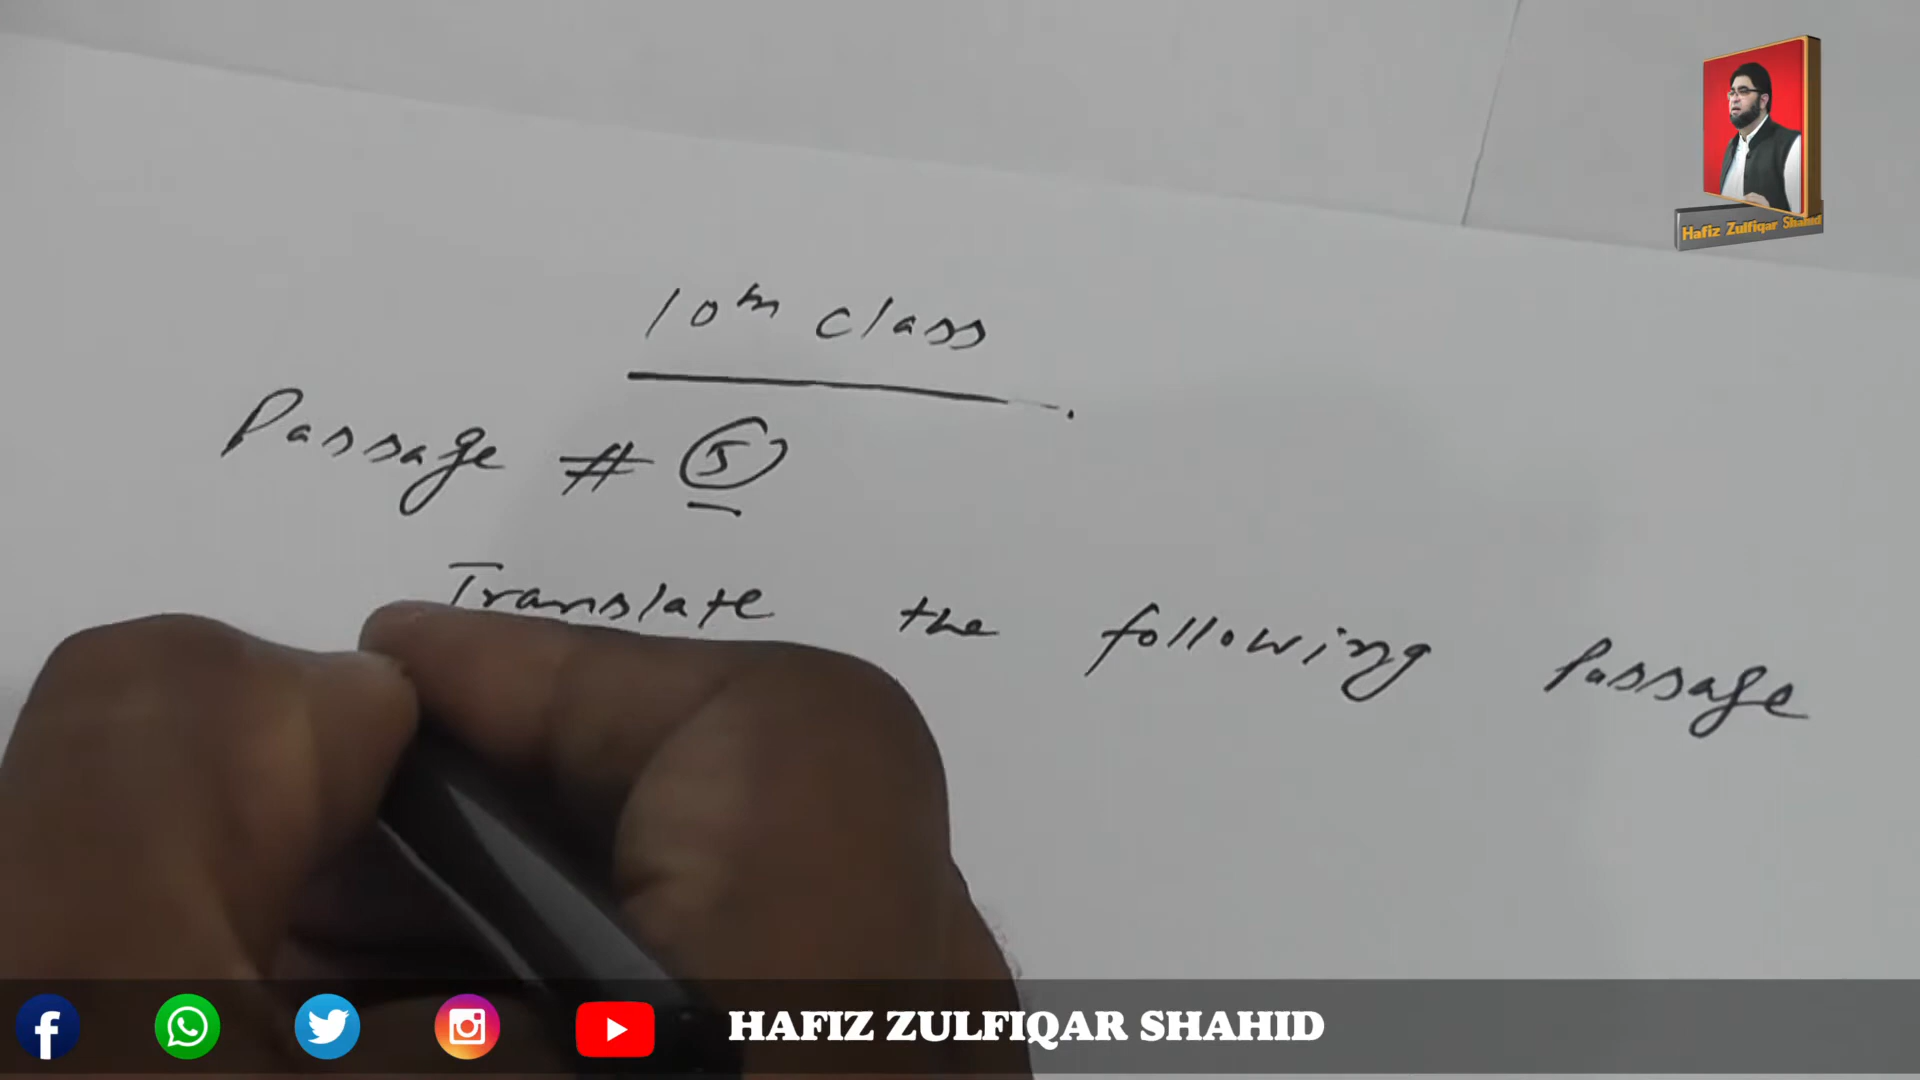 Hafiz Zulfiqar Shahid
10th class
Passage # 5
Translate the following Passage
HAFIZ ZULFIQAR SHAHID